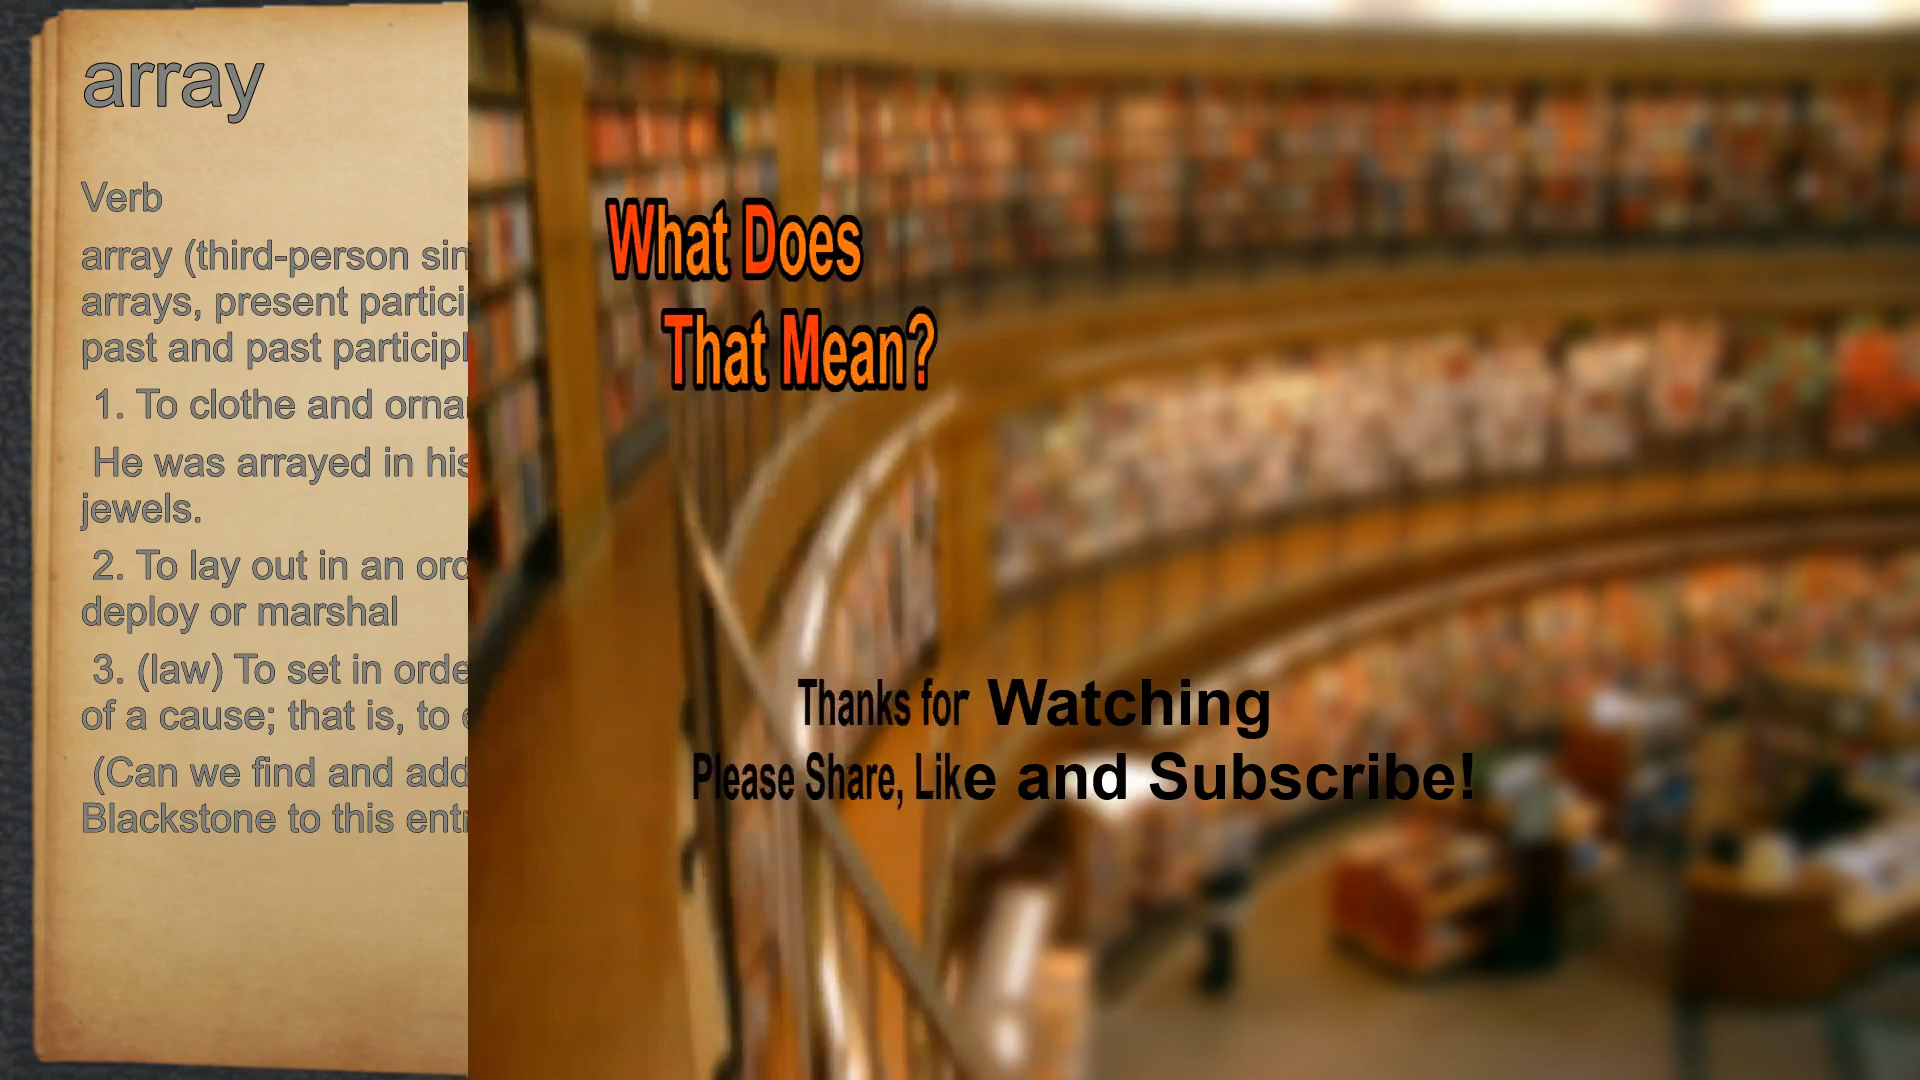 array
Verb
array (third-person sin
arrays, present partici
past and past participl
1. To clothe and orna
He was arrayed in his
jewels.
2. To lay out in an ord
deploy or marshal
3. (law) To set in orde
of a cause; that is, to
(Can we find and add
Blackstone to this entr
What Does
That Mean?
Thanks for Watching
Please Share, Like and Subscribe!